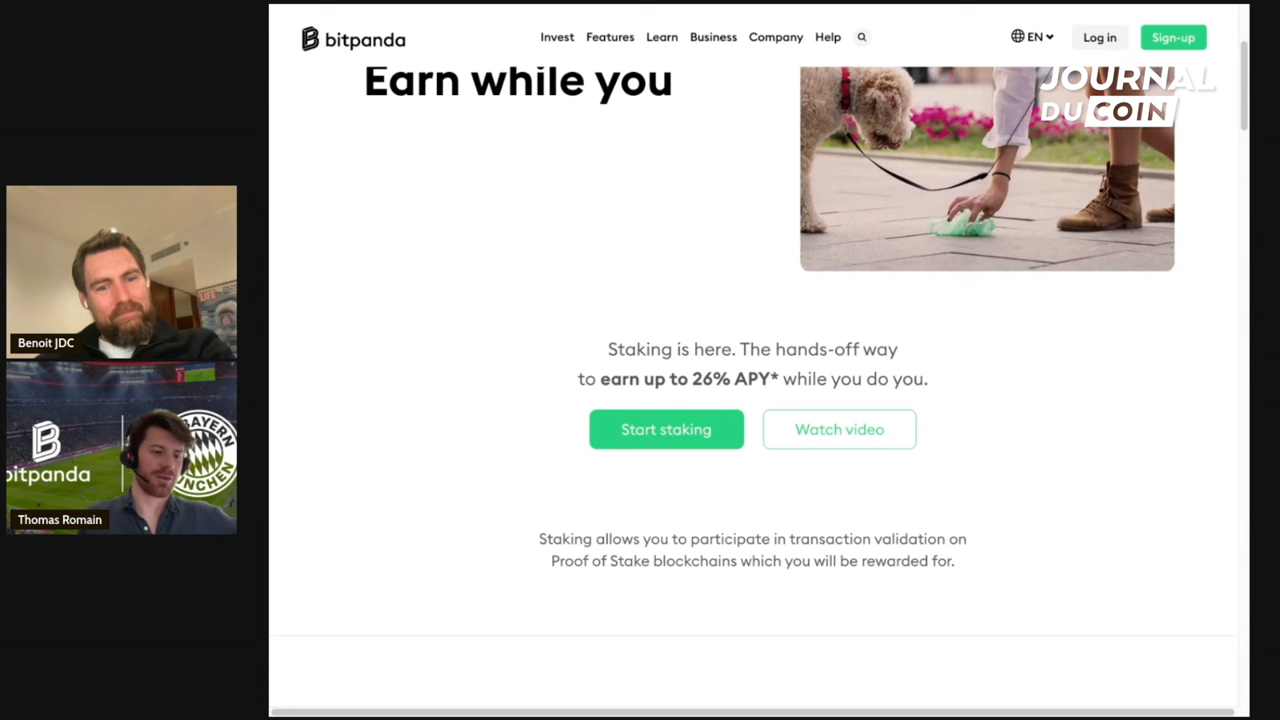 bitpanda
Invest Features Learn Business Company Help
EN
Log in
Sign-up
Earn while you
JOURNAL
DU COIN
Staking is here. The hands-off way
to earn up to 26% APY* while you do you.
Start staking
Watch video
Staking allows you to participate in transaction validation on
Proof of Stake blockchains which you will be rewarded for.
LIFE
Benoit JDC
bitpanda
BAYERN
MÜNCHEN
Thomas Romain